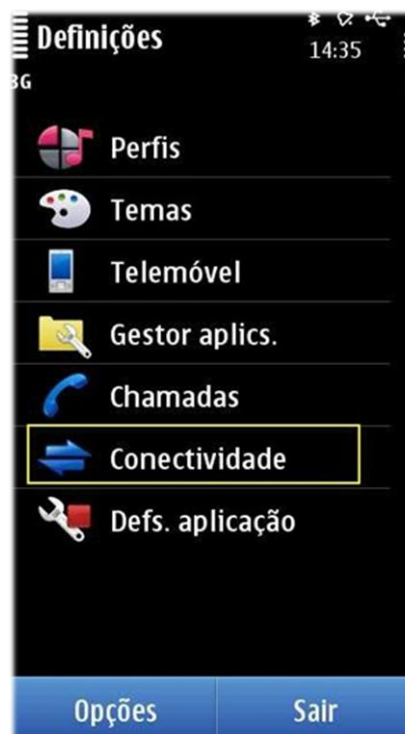 Definições
14:35
3G
Perfis
Temas
Telemóvel
Gestor aplics.
Chamadas
Conectividade
Defs. aplicação
Opções Sair